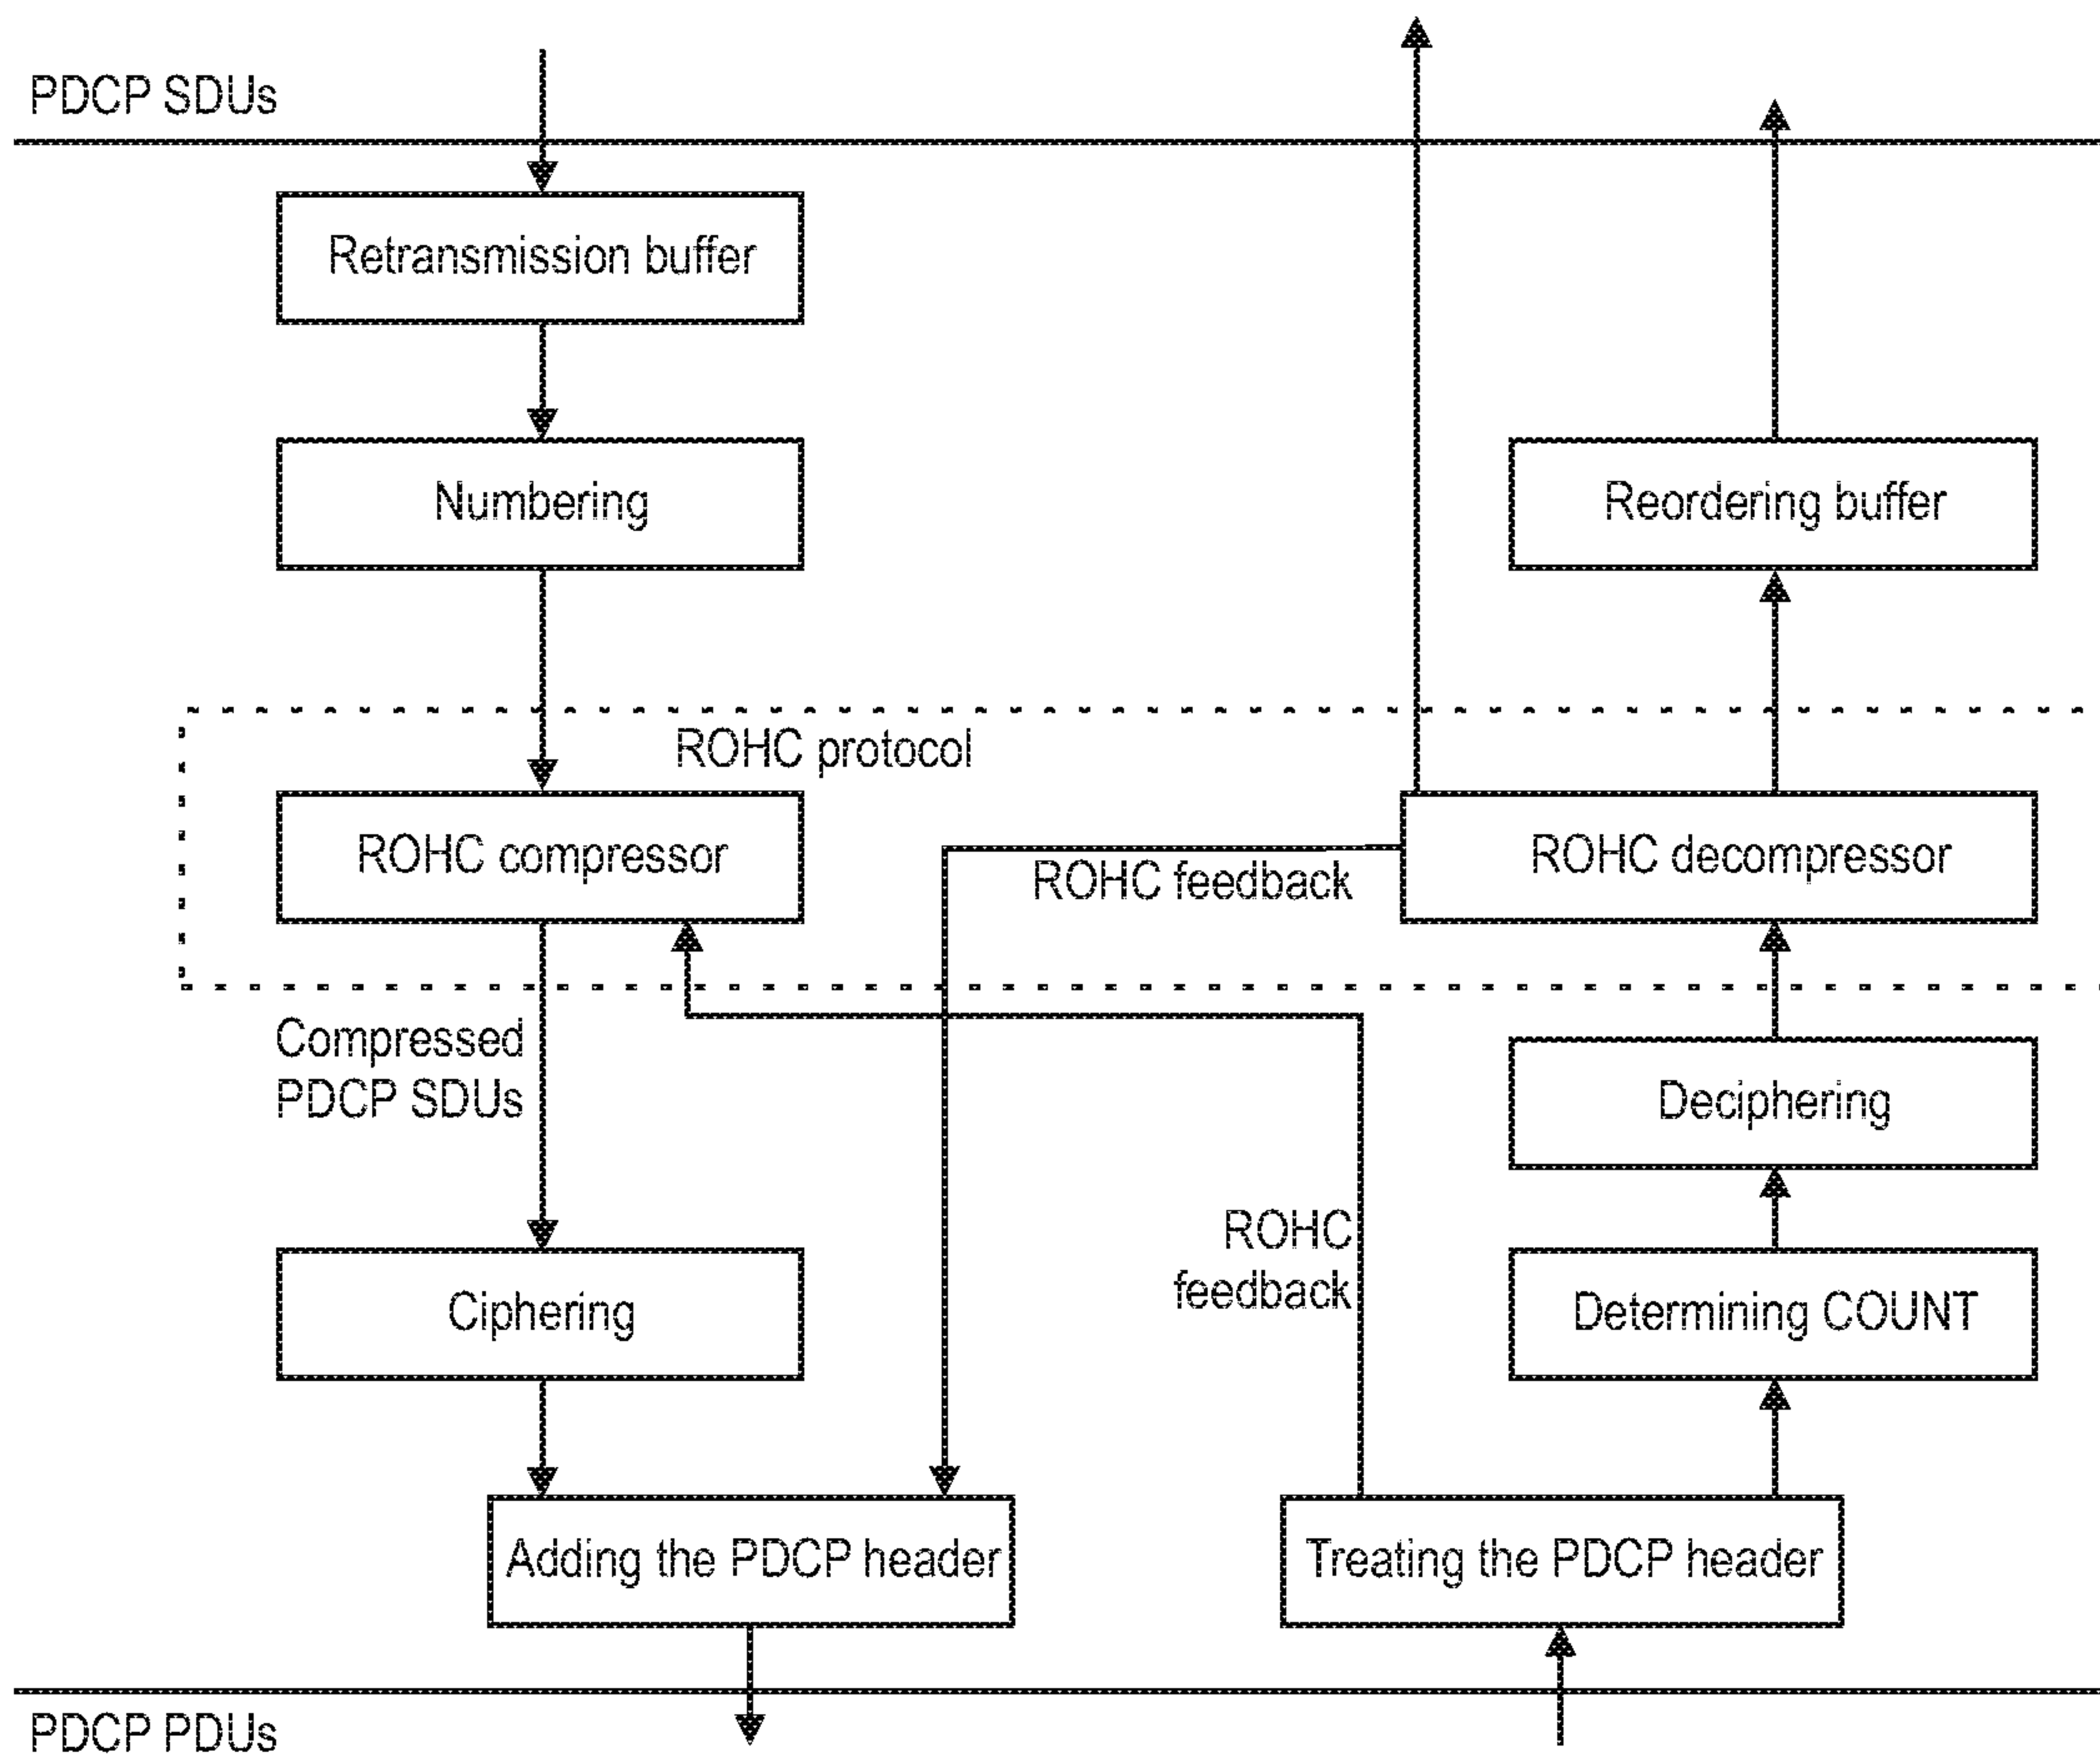 PDCP SDUs
Retransmission buffer
Numbering
Reordering buffer
ROHC protocol
ROHC compressor
ROHC feedback
ROHC decompressor
Compressed
PDCP SDUs
Deciphering
ROHC
feedback
Ciphering
Determining COUNT
Adding the PDCP header
Treating the PDCP header
PDCP PDUs